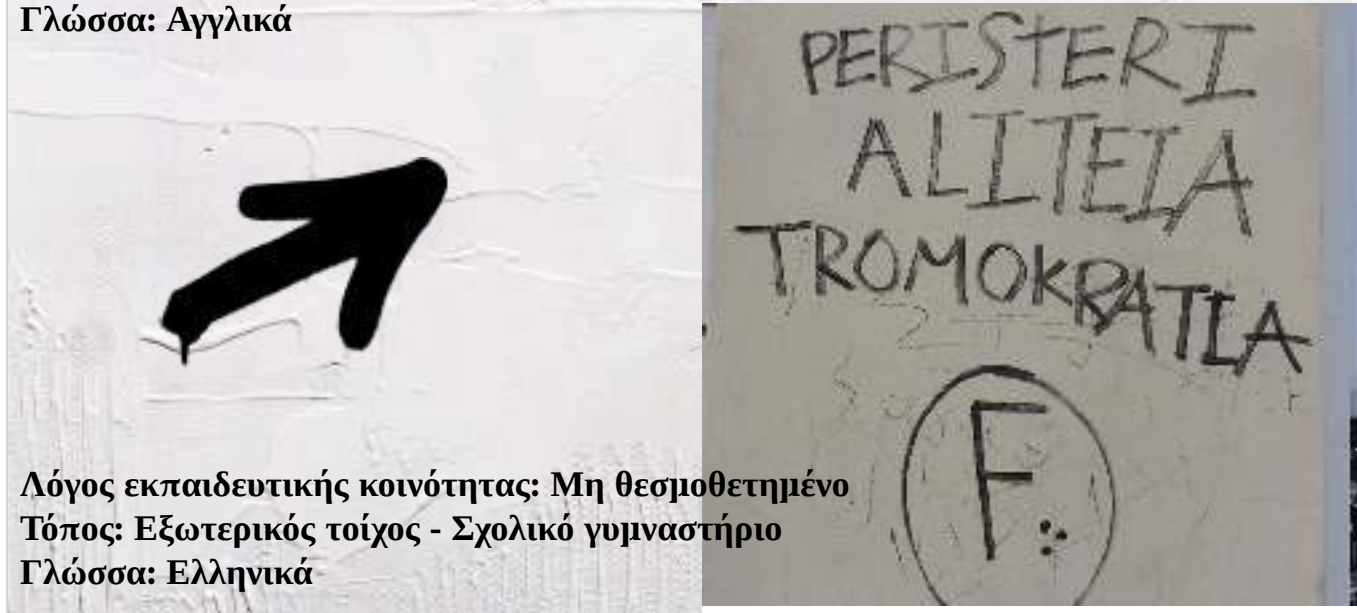 Γλώσσα: Αγγλικά
PERISTERI
ALITEIA
TROMOKRATIA
F
Λόγος εκπαιδευτικής κοινότητας: Μη θεσμοθετημένο
Τόπος: Εξωτερικός τοίχος - Σχολικό γυμναστήριο
Γλώσσα: Ελληνικά